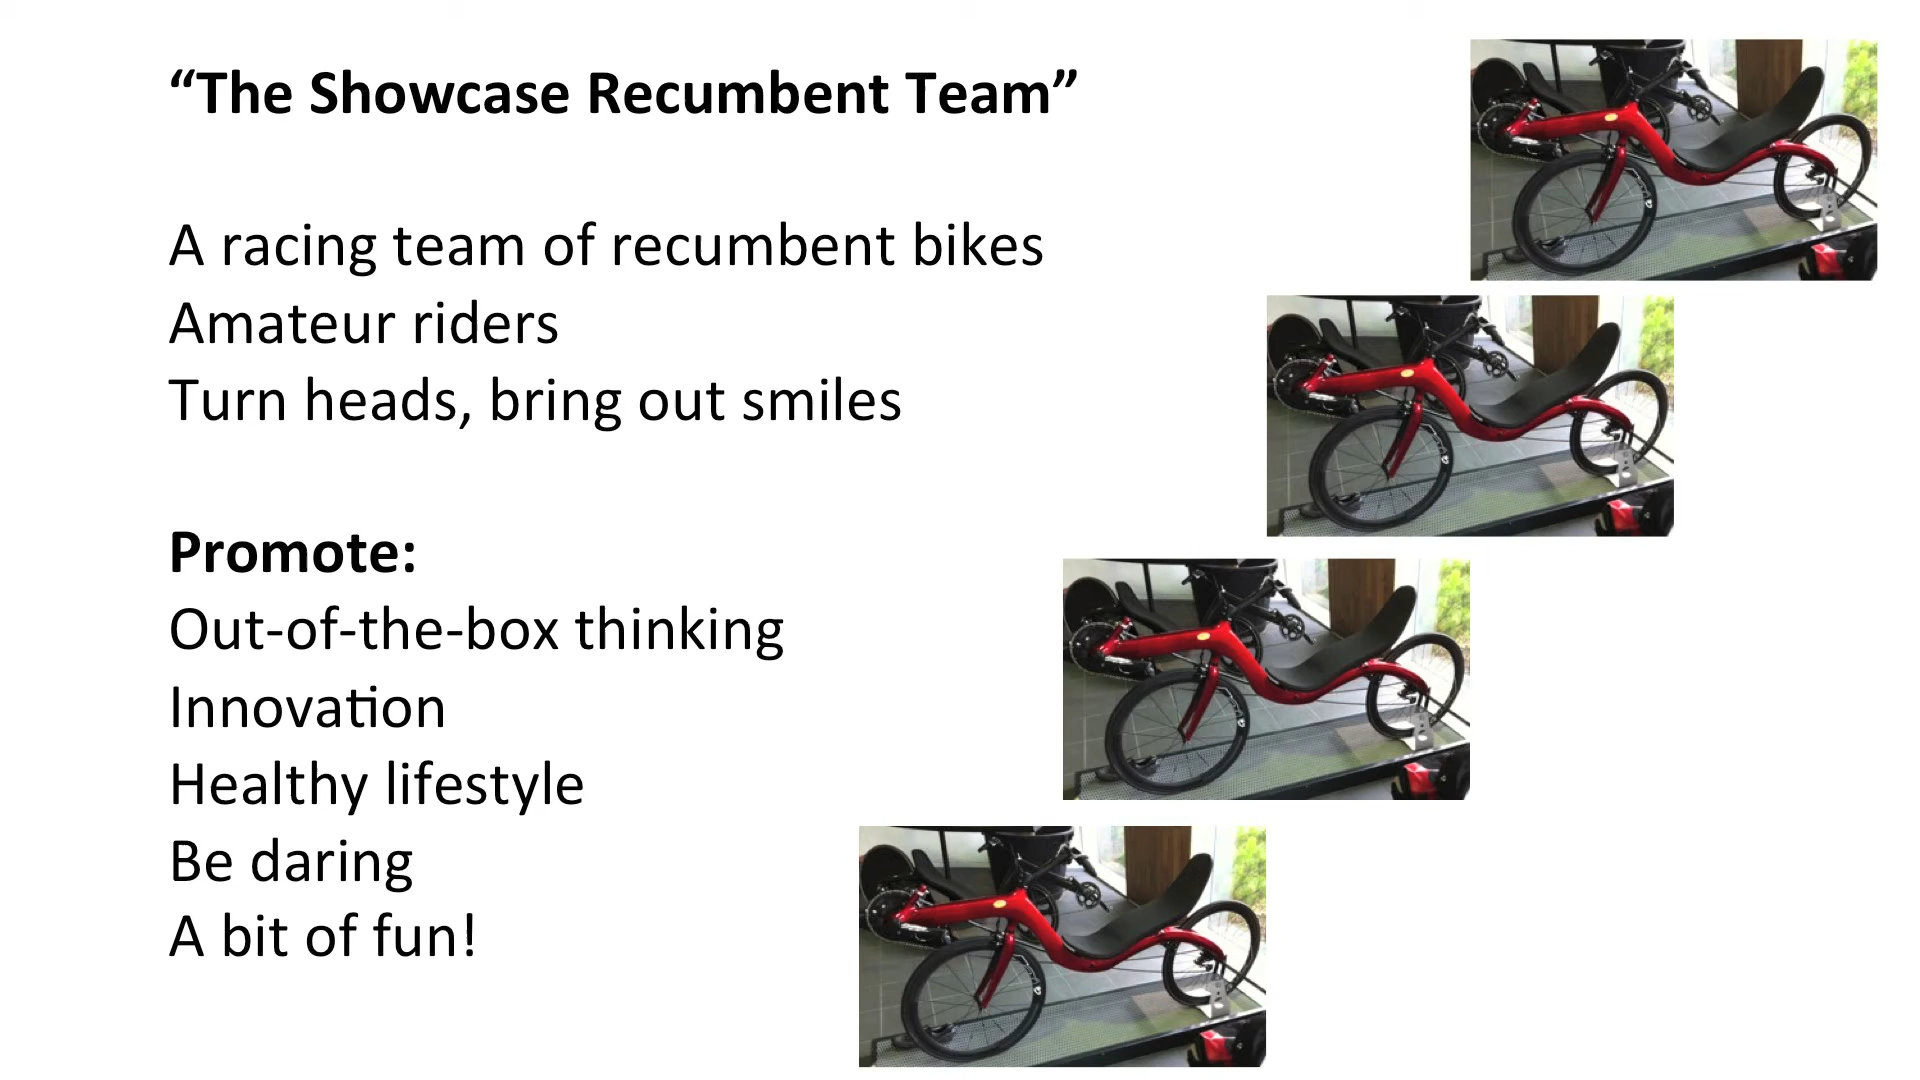 “The Showcase Recumbent Team”
A racing team of recumbent bikes
Amateur riders
Turn heads, bring out smiles
Promote:
Out-of-the-box thinking
Innovation
Healthy lifestyle
Be daring
A bit of fun!